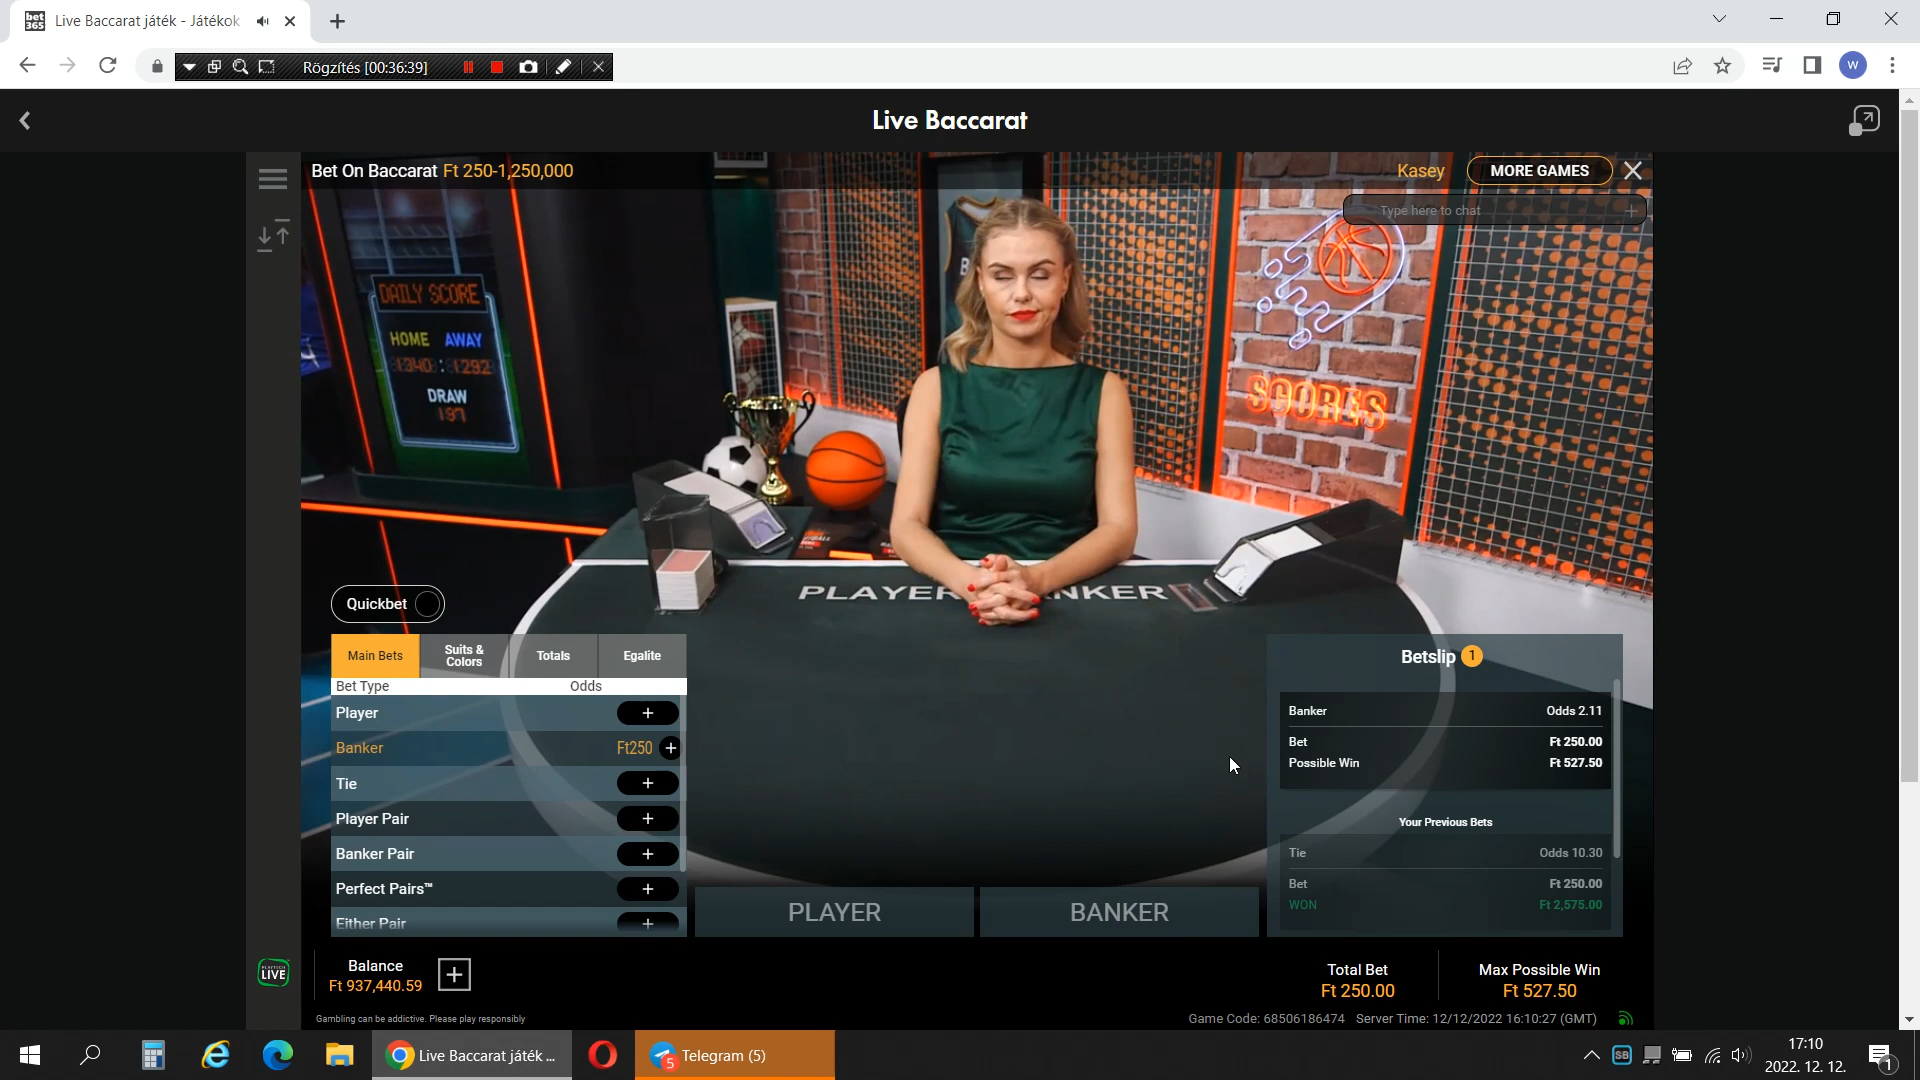 bet365
Live Baccarat játék - Játékok
Rögzítés [00:36:39]
W
Live Baccarat
Bet On Baccarat Ft 250-1,250,000
Kasey
MORE GAMES
Type here to chat
DAILY SCORE
HOME AWAY
DRAW
197
SCORES
PLAYER
NKER
Quickbet
Main Bets
Suits & Colors
Totals
Egalite
Bet Type Odds
Player
Banker Ft250
Tie
Player Pair
Banker Pair
Perfect Pairs™
Either Pair
PLAYER
BANKER
Betslip 1
Banker Odds 2.11
Bet Ft 250.00
Possible Win Ft 527.50
Your Previous Bets
Tie Odds 10.30
Bet Ft 250.00
WON Ft 2,575.00
LIVE
Balance
Ft 937,440.59
Total Bet
Ft 250.00
Max Possible Win
Ft 527.50
Gambling can be addictive. Please play responsibly
Game Code: 68506186474 Server Time: 12/12/2022 16:10:27 (GMT)
Live Baccarat játék ...
5
Telegram (5)
SB
17:10
2022. 12. 12.
1